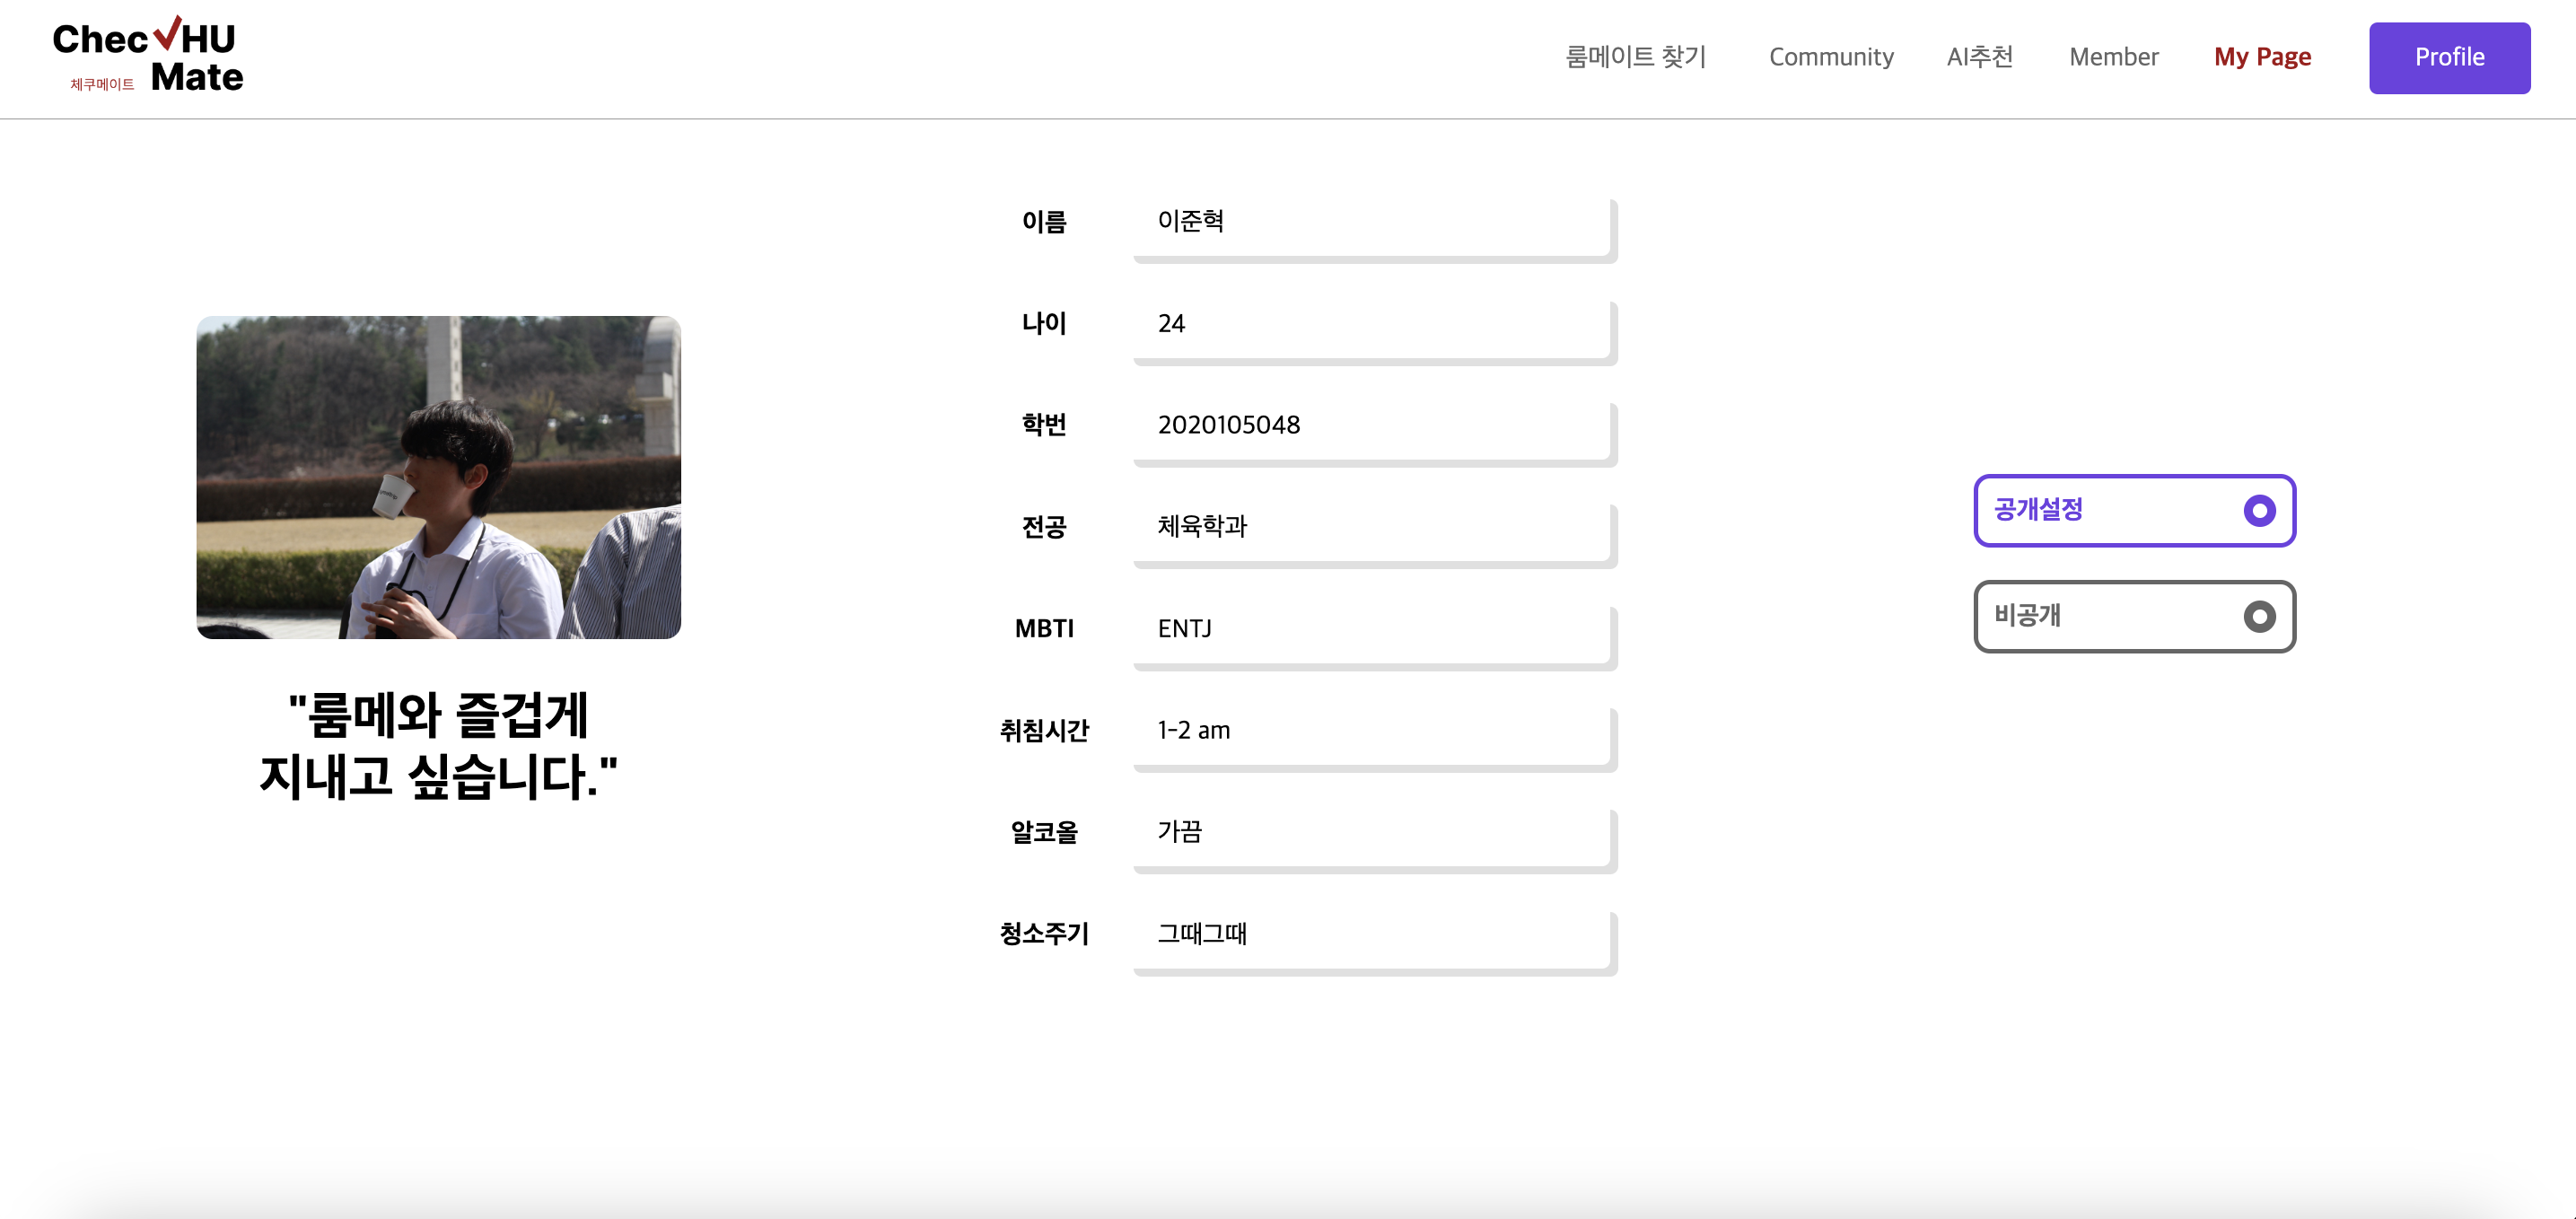 Chec✓HU
체쿠메이트 Mate
룸메이트 찾기 Community AI추천 Member My Page Profile
이름 이준혁
나이 24
학번 2020105048
전공 체육학과
MBTI ENTJ
취침시간 1-2 am
알코올 가끔
청소주기 그때그때
"룸메와 즐겁게
지내고 싶습니다."
공개설정
비공개